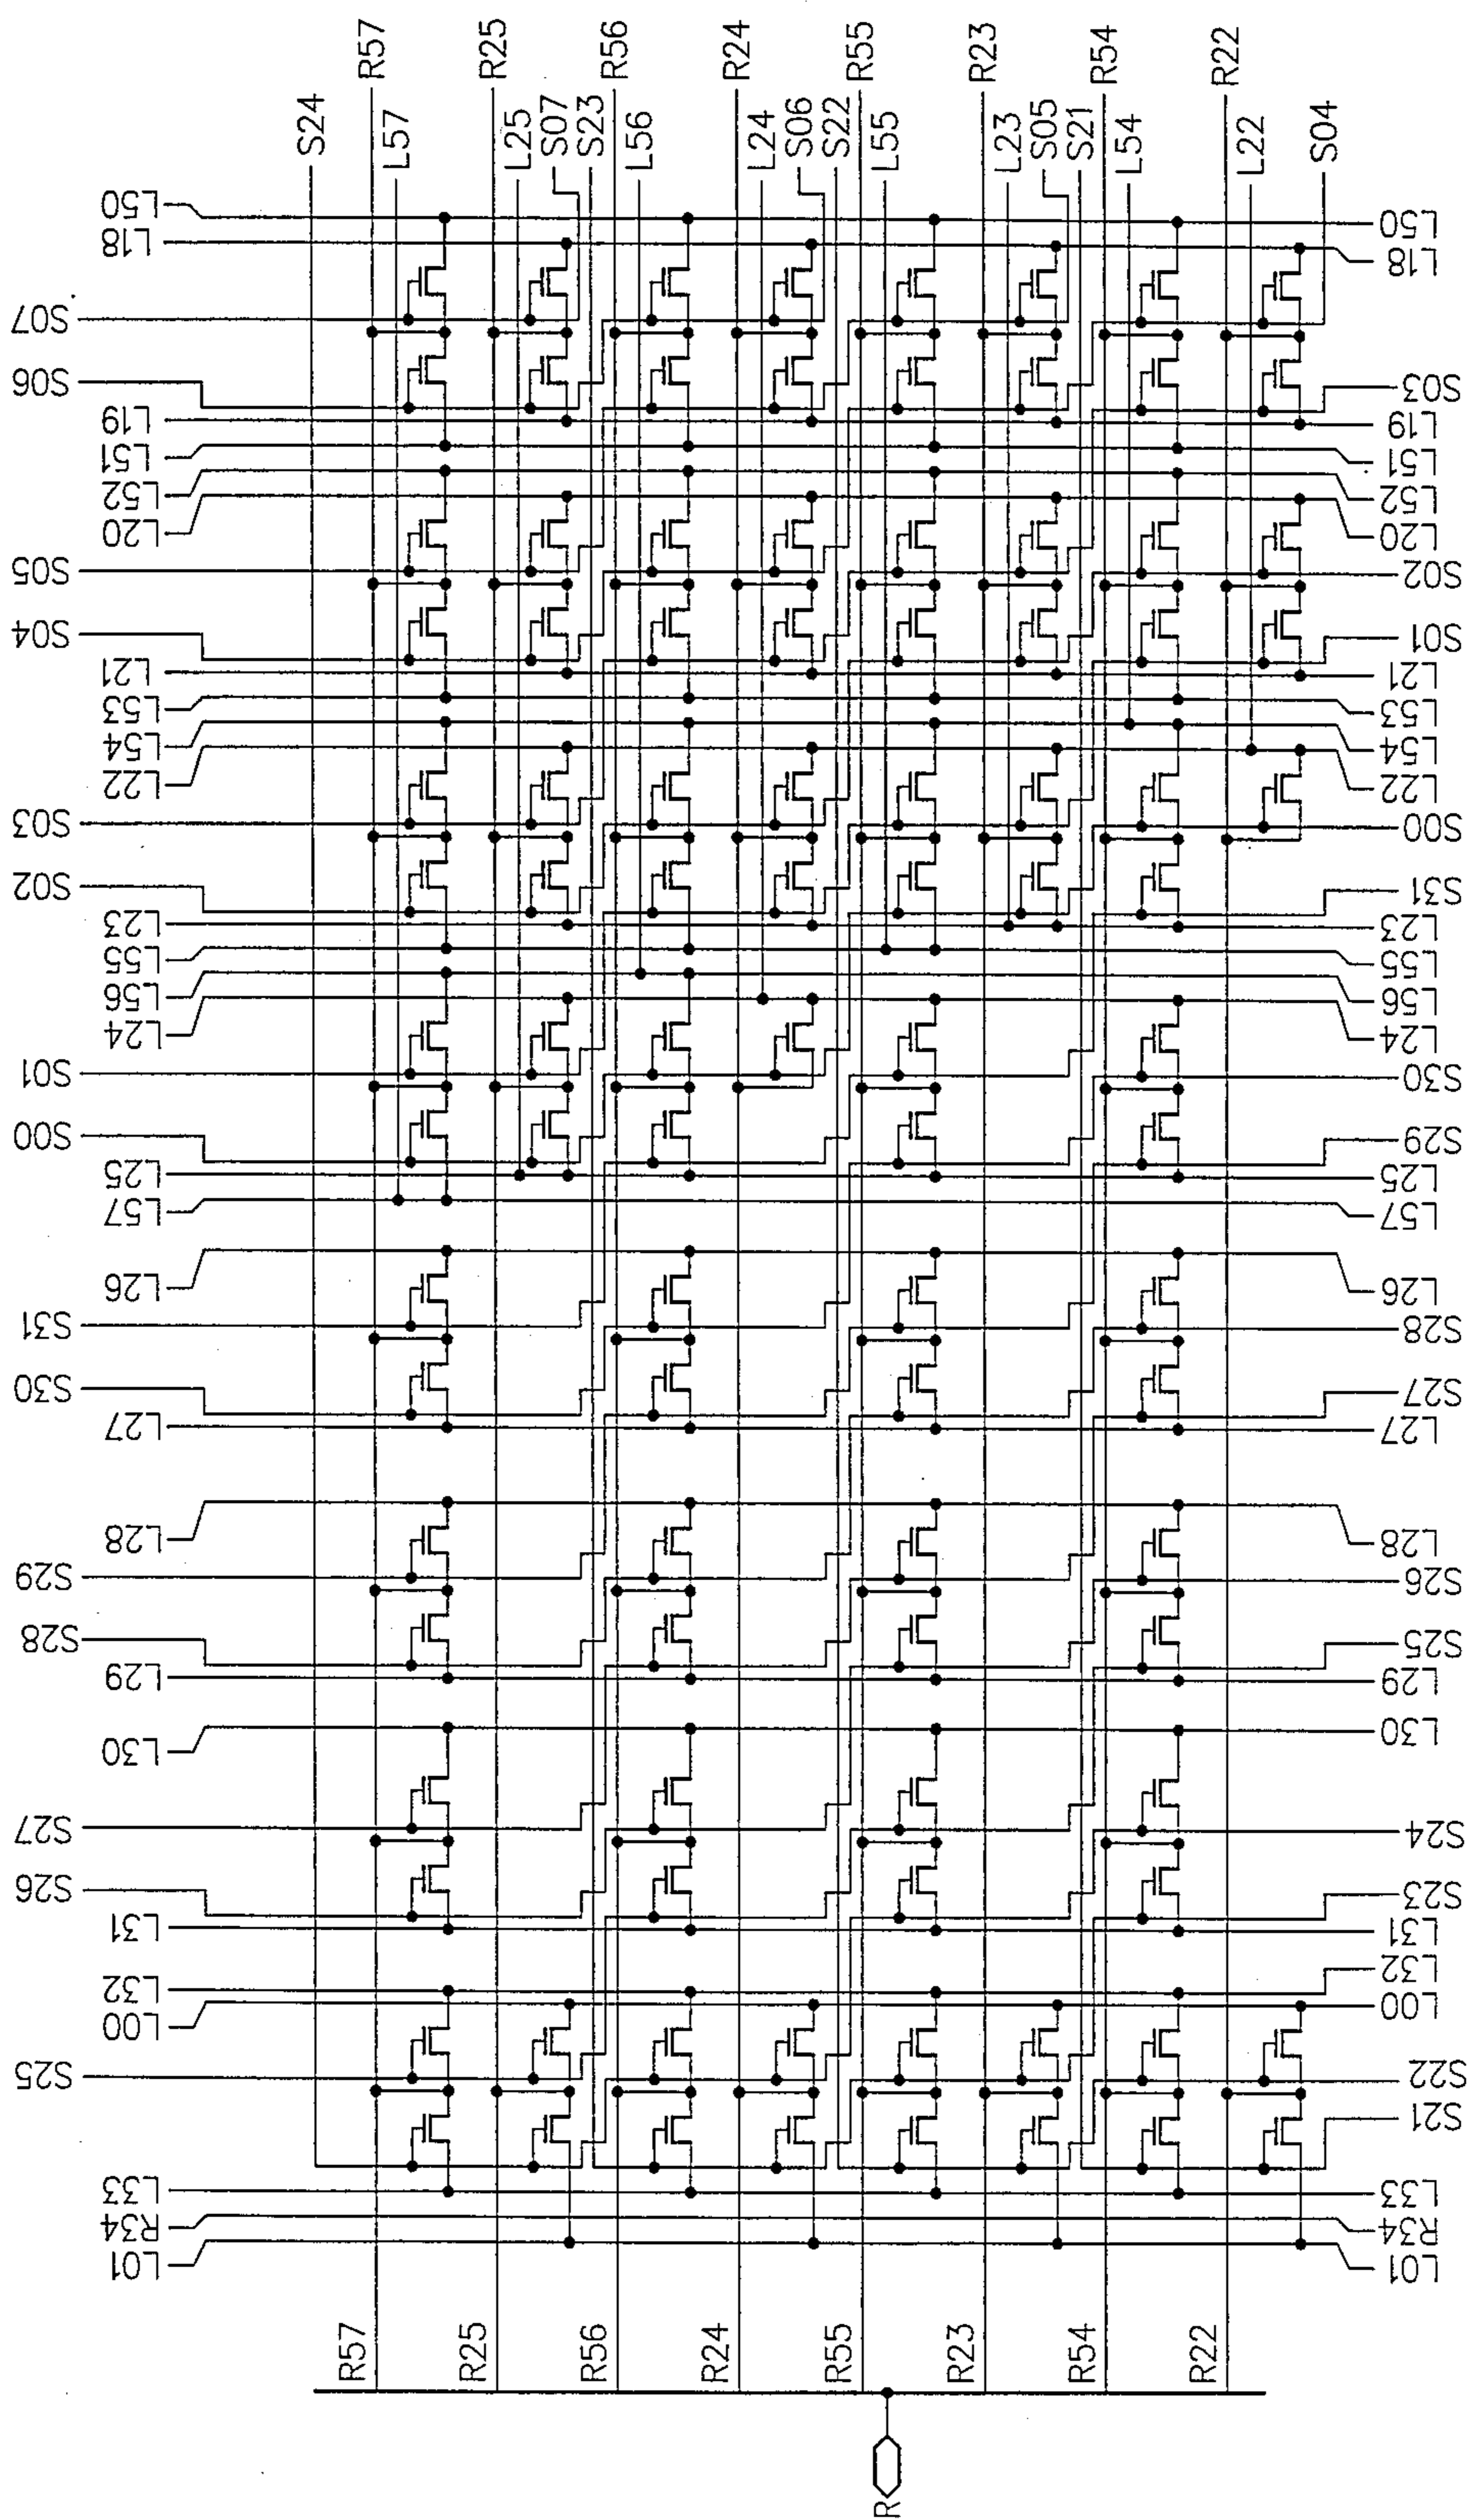 S24
R57
L57
R25
L25
S07
S23
R56
L56
R24
L24
S06
S22
R55
L55
R23
L23
S05
S21
R54
L54
R22
L22
S04
L50
L18
S07
S06
L19
L51
L52
L20
S05
S04
L21
L53
L54
L22
S03
S02
L23
L55
L56
L24
S01
S00
L25
L57
L26
S31
S30
L27
L28
S29
S28
L29
L30
S27
S26
L31
L32
L00
S25
L33
R34
L01
L50
L18
S03
L19
L51
L52
L20
S02
S01
L21
L53
L54
L22
S00
S31
L23
L55
L56
L24
S30
S29
L25
L57
L26
S28
S27
L27
L28
S26
S25
L29
L30
S24
S23
L31
L32
L00
S22
S21
L33
R34
L01
R57
R25
R56
R24
R55
R23
R54
R22
R